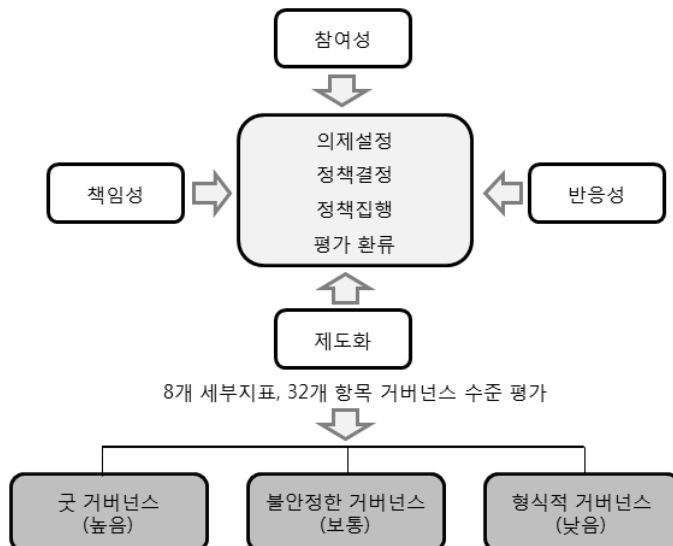 참여성
의제설정
정책결정
정책집행
평가 환류
책임성
반응성
제도화
8개 세부지표, 32개 항목 거버넌스 수준 평가
굿 거버넌스
(높음)
불안정한 거버넌스
(보통)
형식적 거버넌스
(낮음)